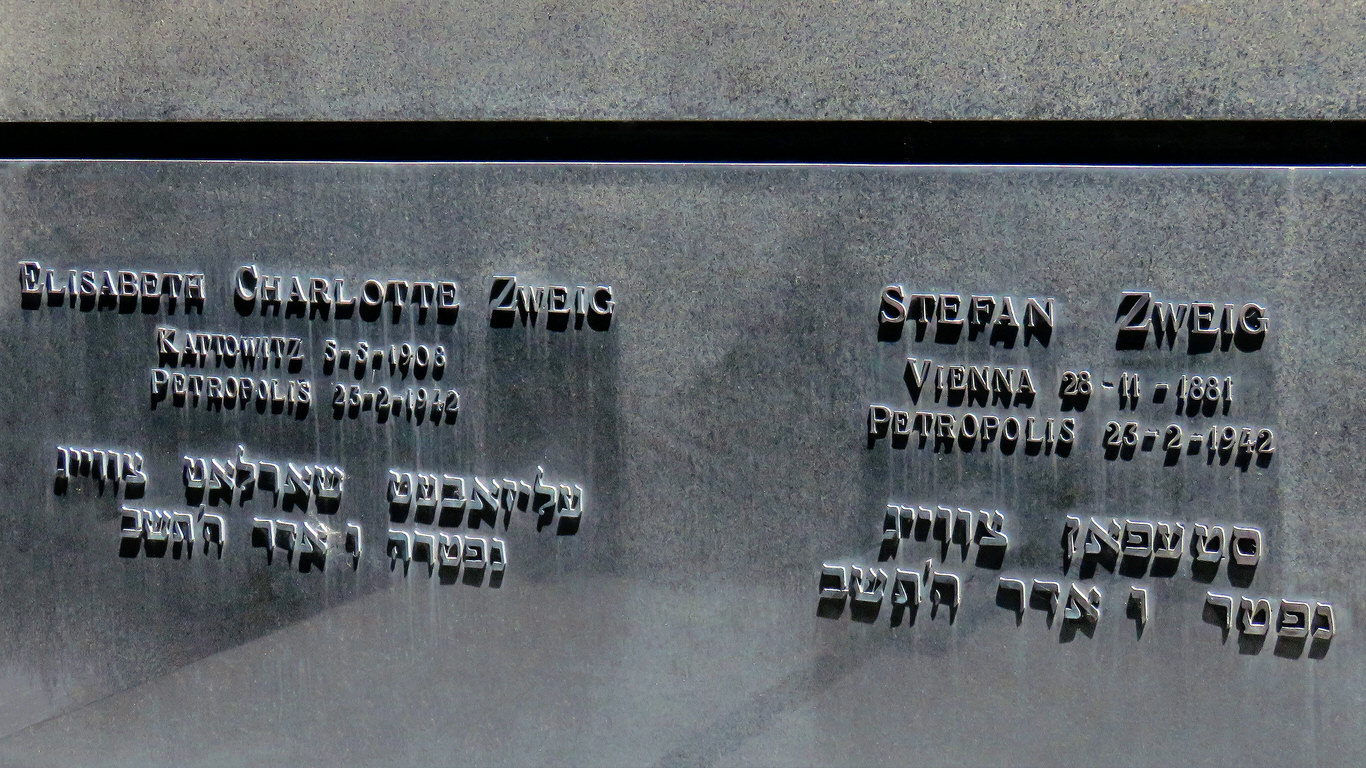 ELISABETH CHARLOTTE ZWEIG
KATTOWITZ 5-5-1908
PETROPOLIS 23-2-1942
עליזאבעט שארלאט צווייג
נפטרה ו אדר ה'תשב
STEFAN ZWEIG
VIENNA 28-11-1881
PETROPOLIS 23-2-1942
סטעפאן צווייג
נפטר ו אדר ה'תשב